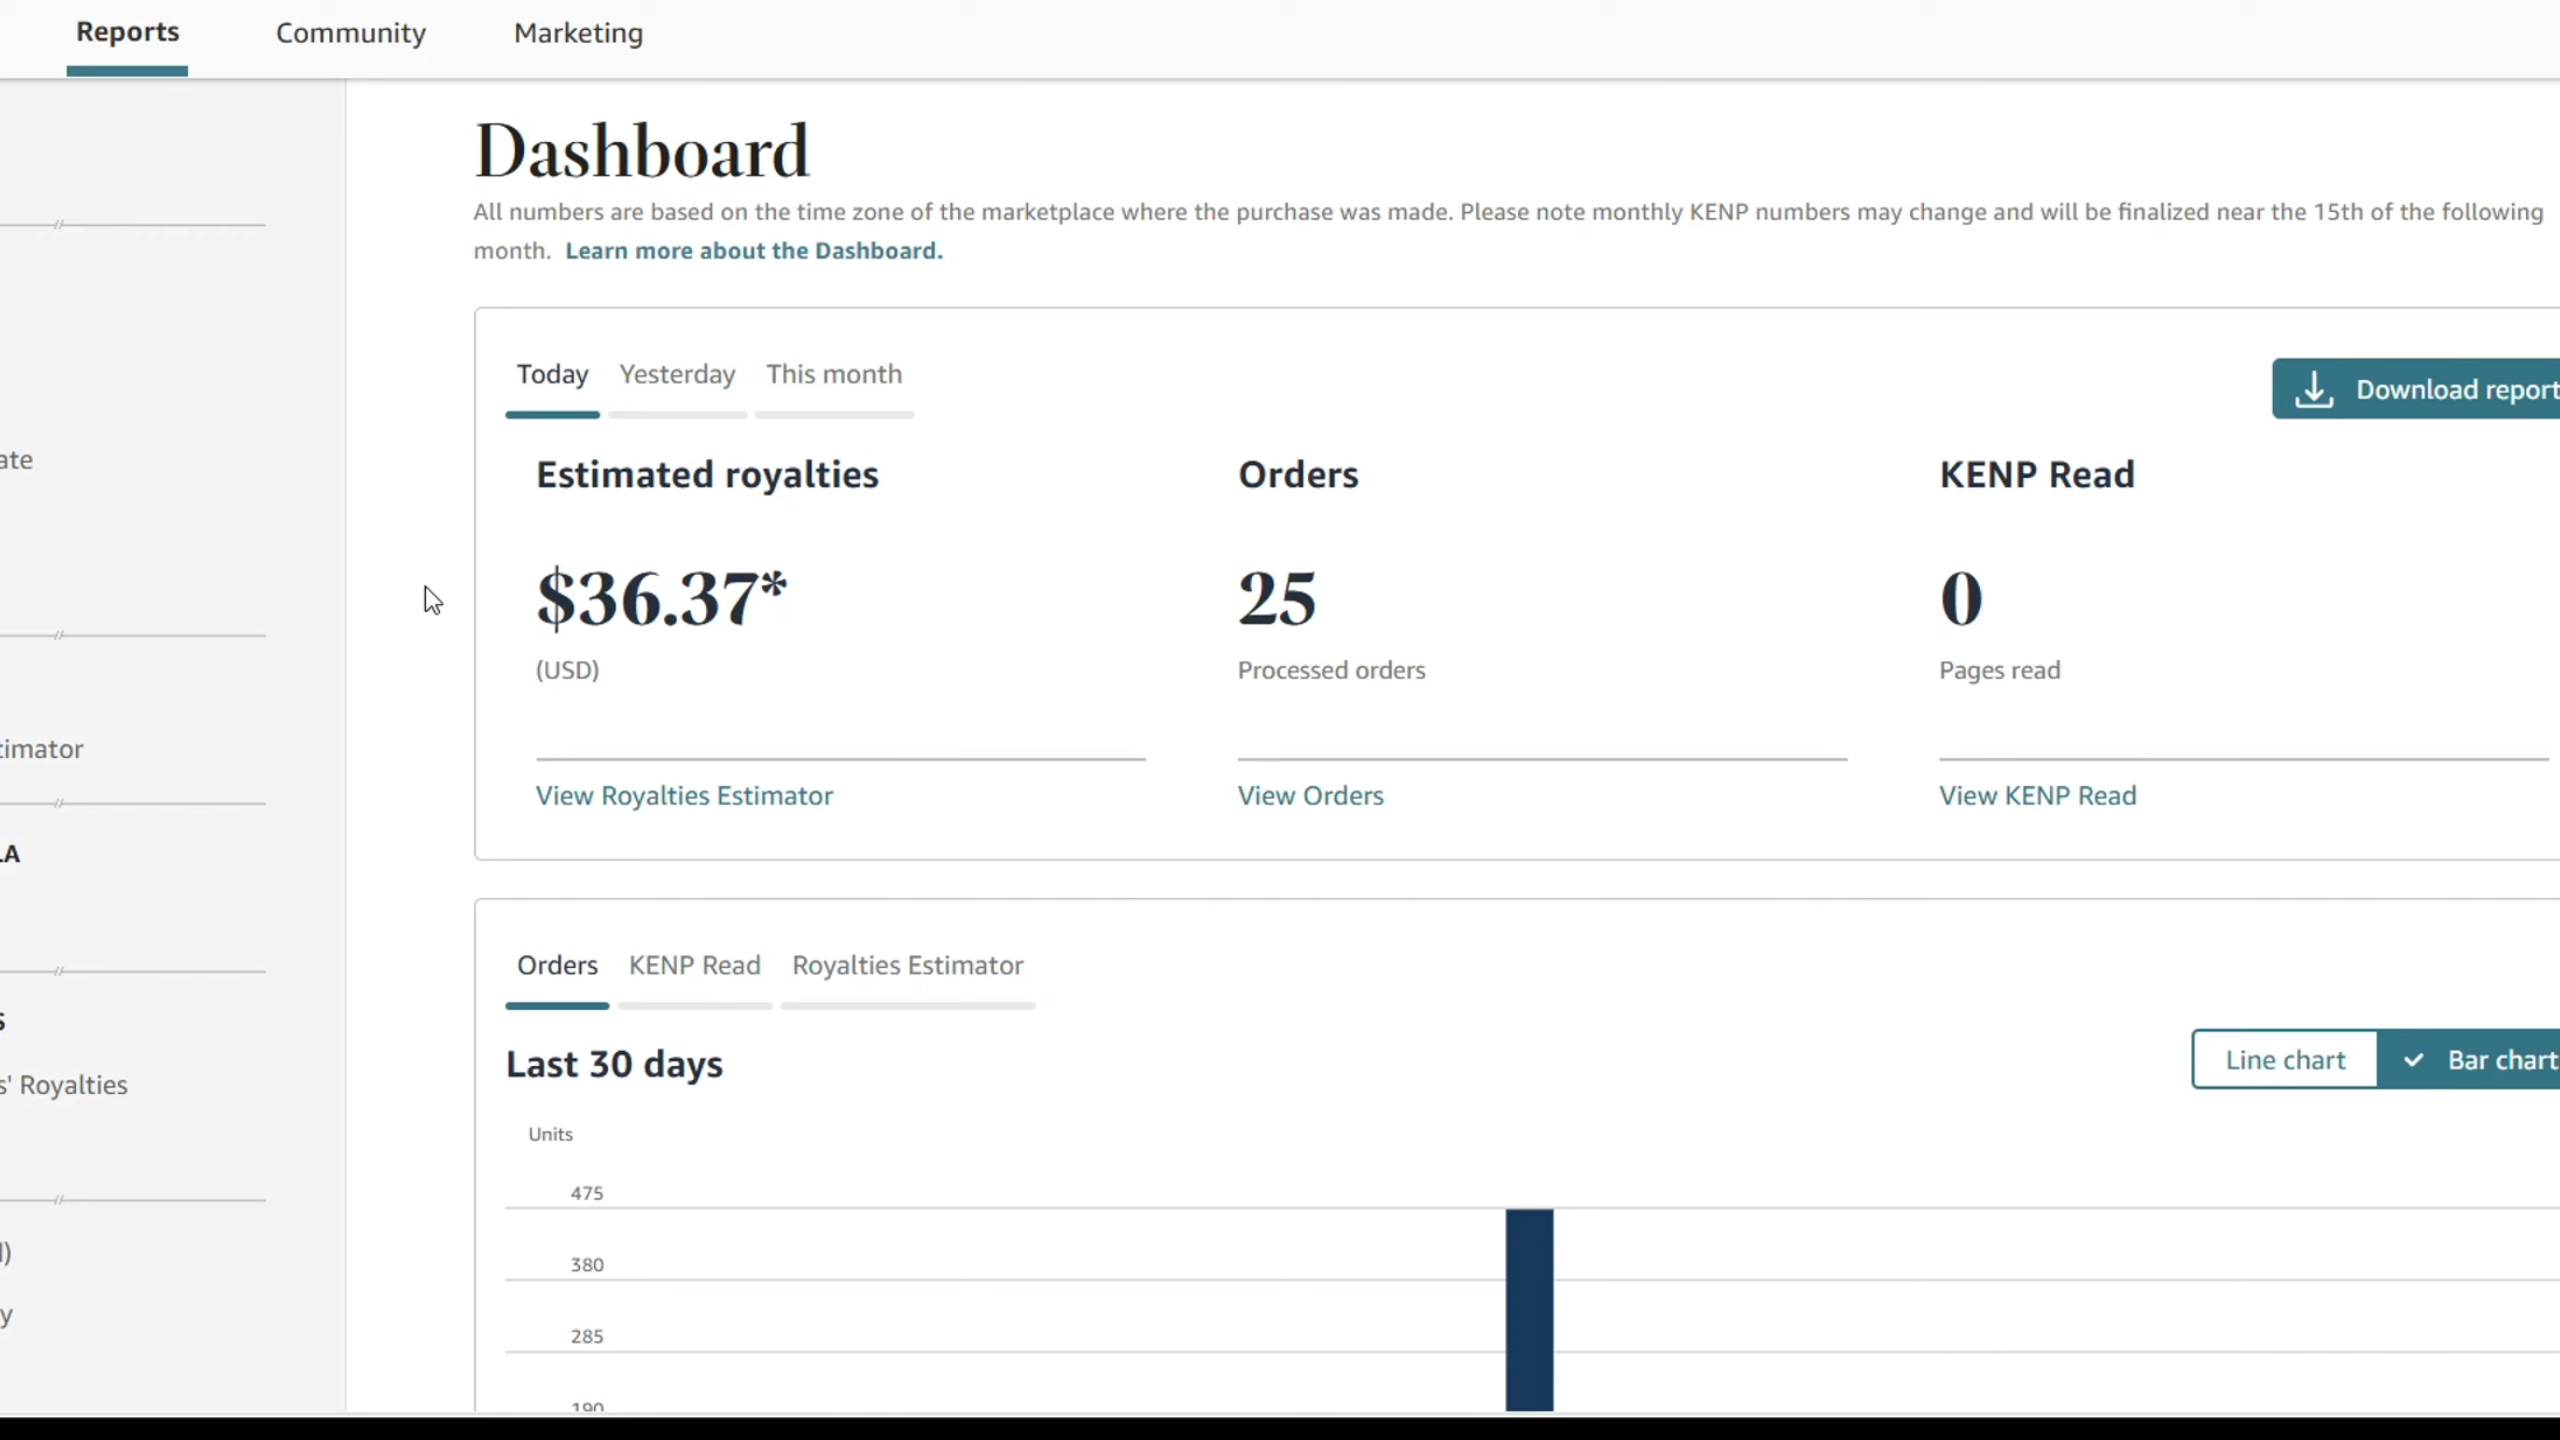 Reports Community Marketing
Dashboard
All numbers are based on the time zone of the marketplace where the purchase was made. Please note monthly KENP numbers may change and will be finalized near the 15th of the following
month. Learn more about the Dashboard.
Today Yesterday This month
Download report
ate
Estimated royalties Orders KENP Read
$36.37* 25 0
(USD) Processed orders Pages read
timator
View Royalties Estimator View Orders View KENP Read
LA
Orders KENP Read Royalties Estimator
S
Last 30 days
Line chart Bar chart
s' Royalties
Units
475
)
380
y
285
190